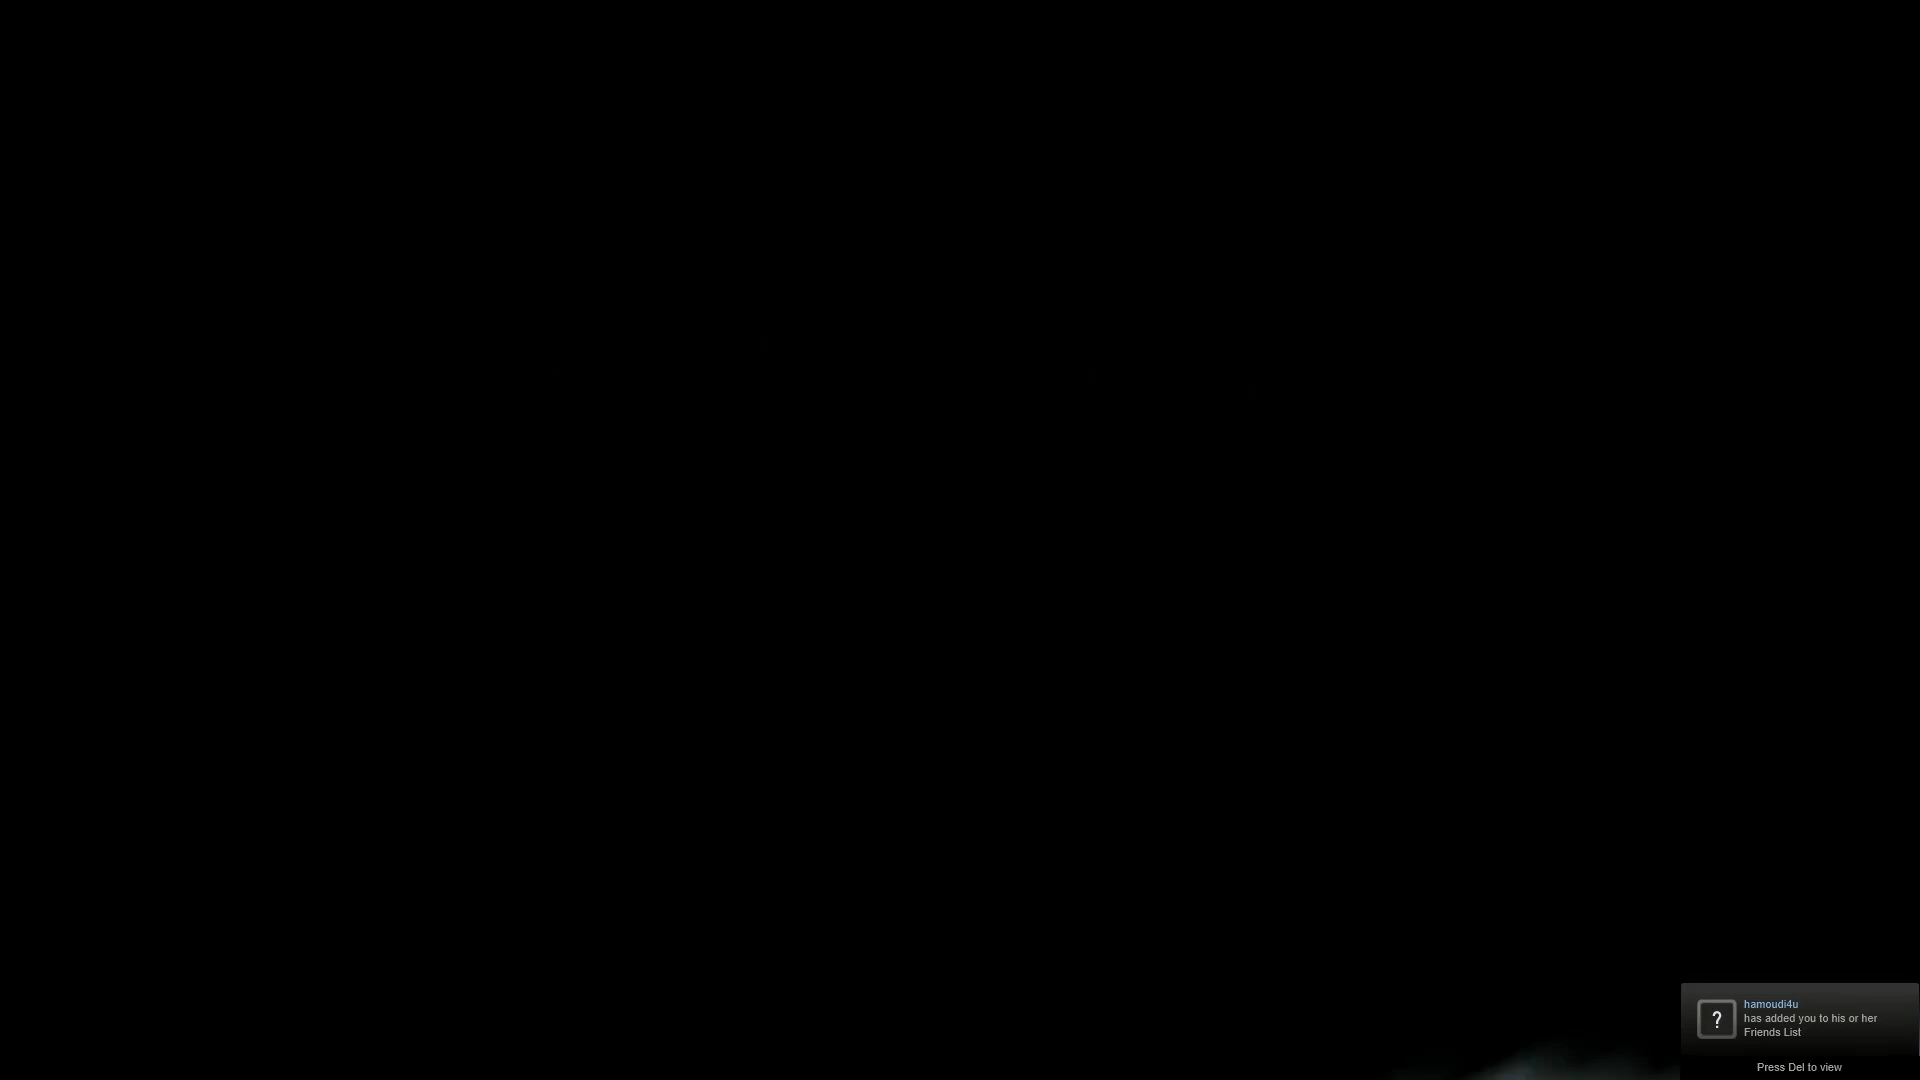 hamoudi4u
has added you to his or her
Friends List
Press Del to view